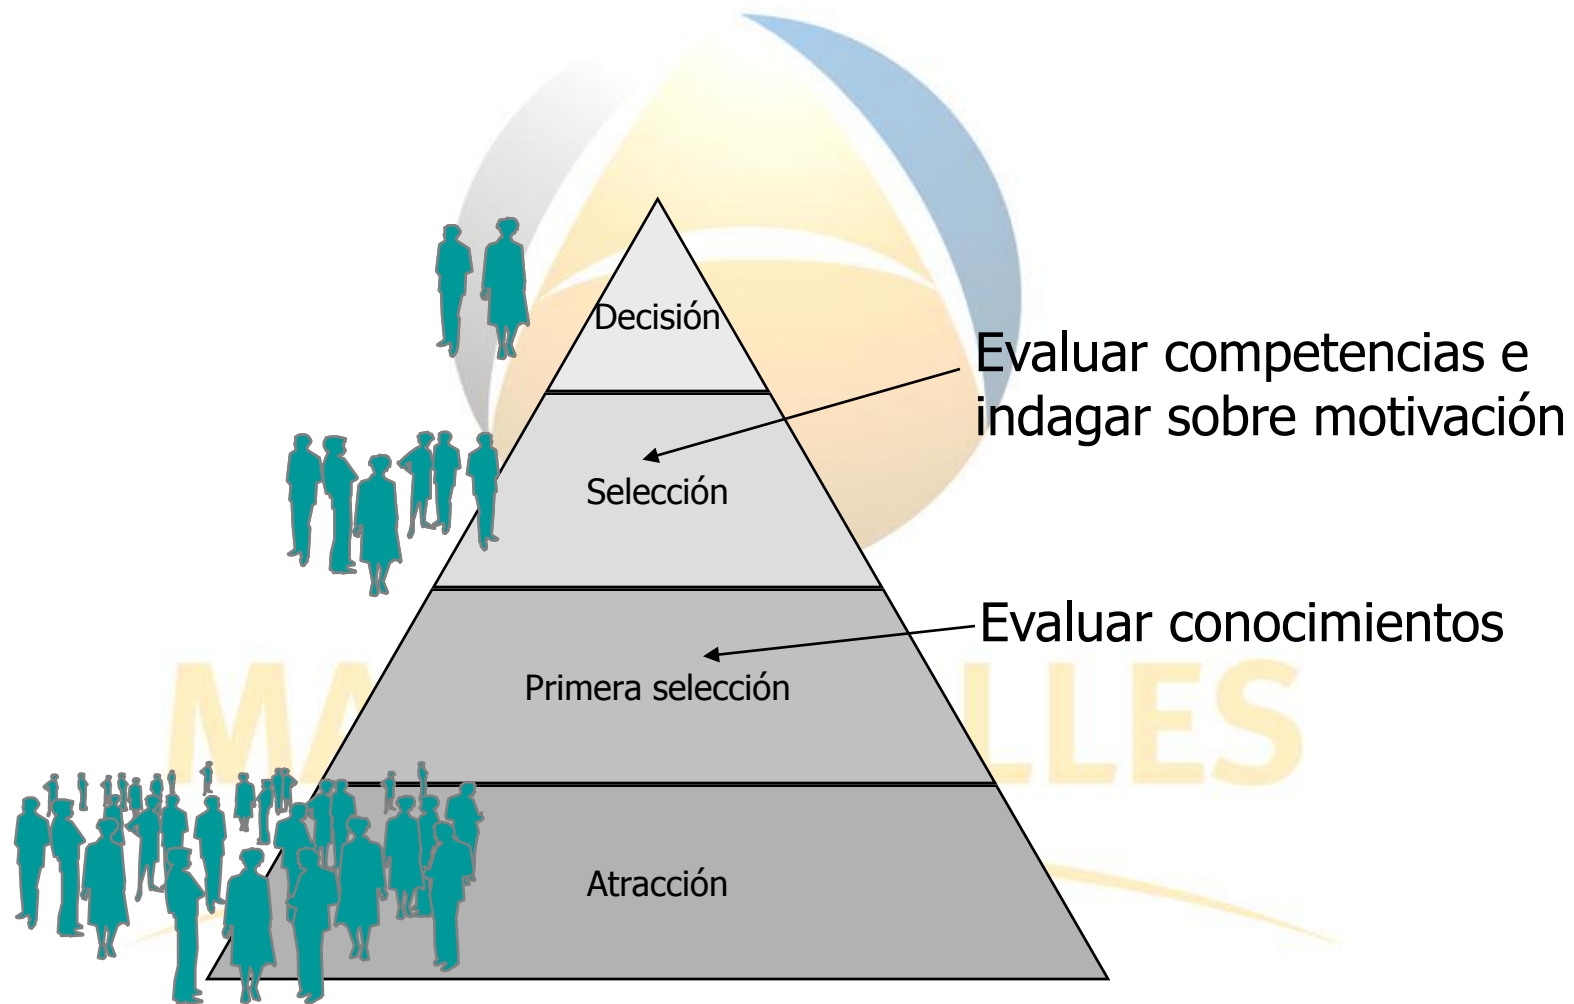 Decisión
Evaluar competencias e
indagar sobre motivación
Selección
Evaluar conocimientos
Primera selección
Atracción